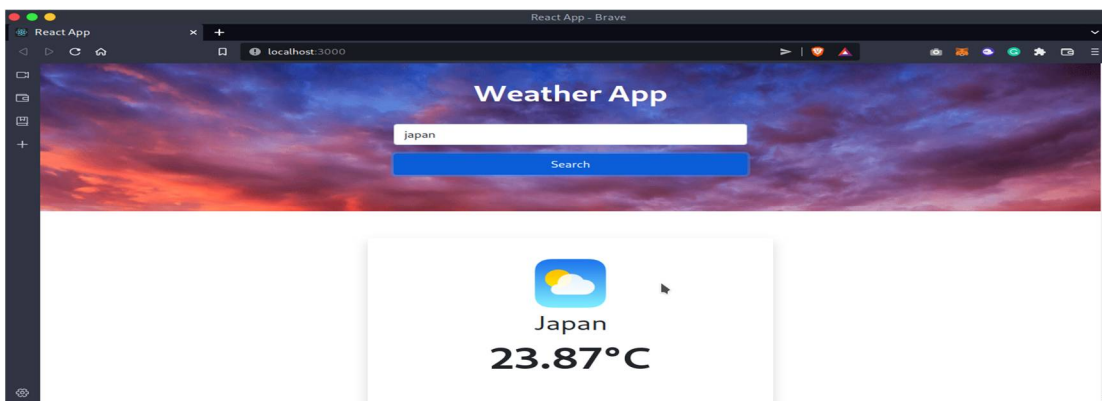 React App - Brave
React App
localhost:3000
Weather App
japan
Search
Japan
23.87°C